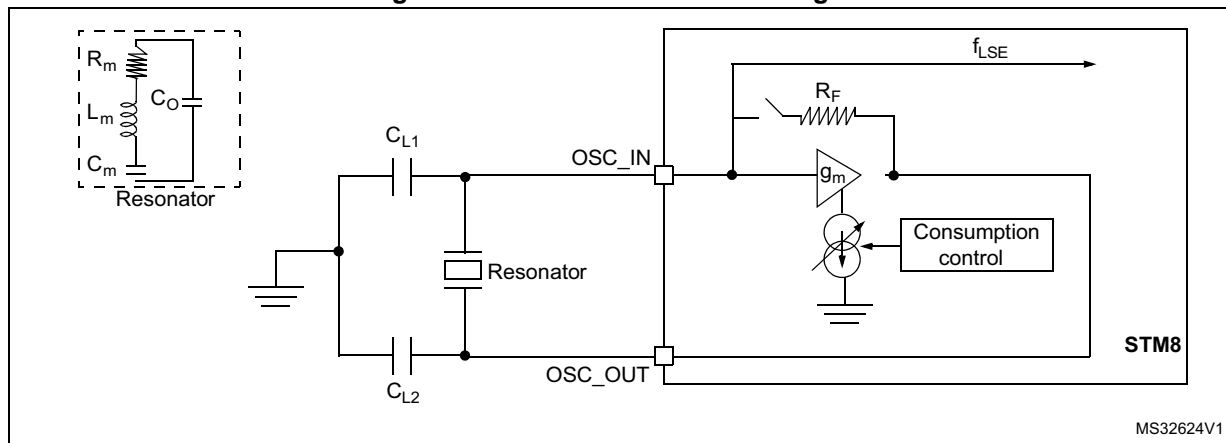 R_m
C_O
L_m
C_m
Resonator
f_LSE
R_F
C_L1
OSC_IN
g_m
Consumption
control
Resonator
STM8
OSC_OUT
C_L2
MS32624V1